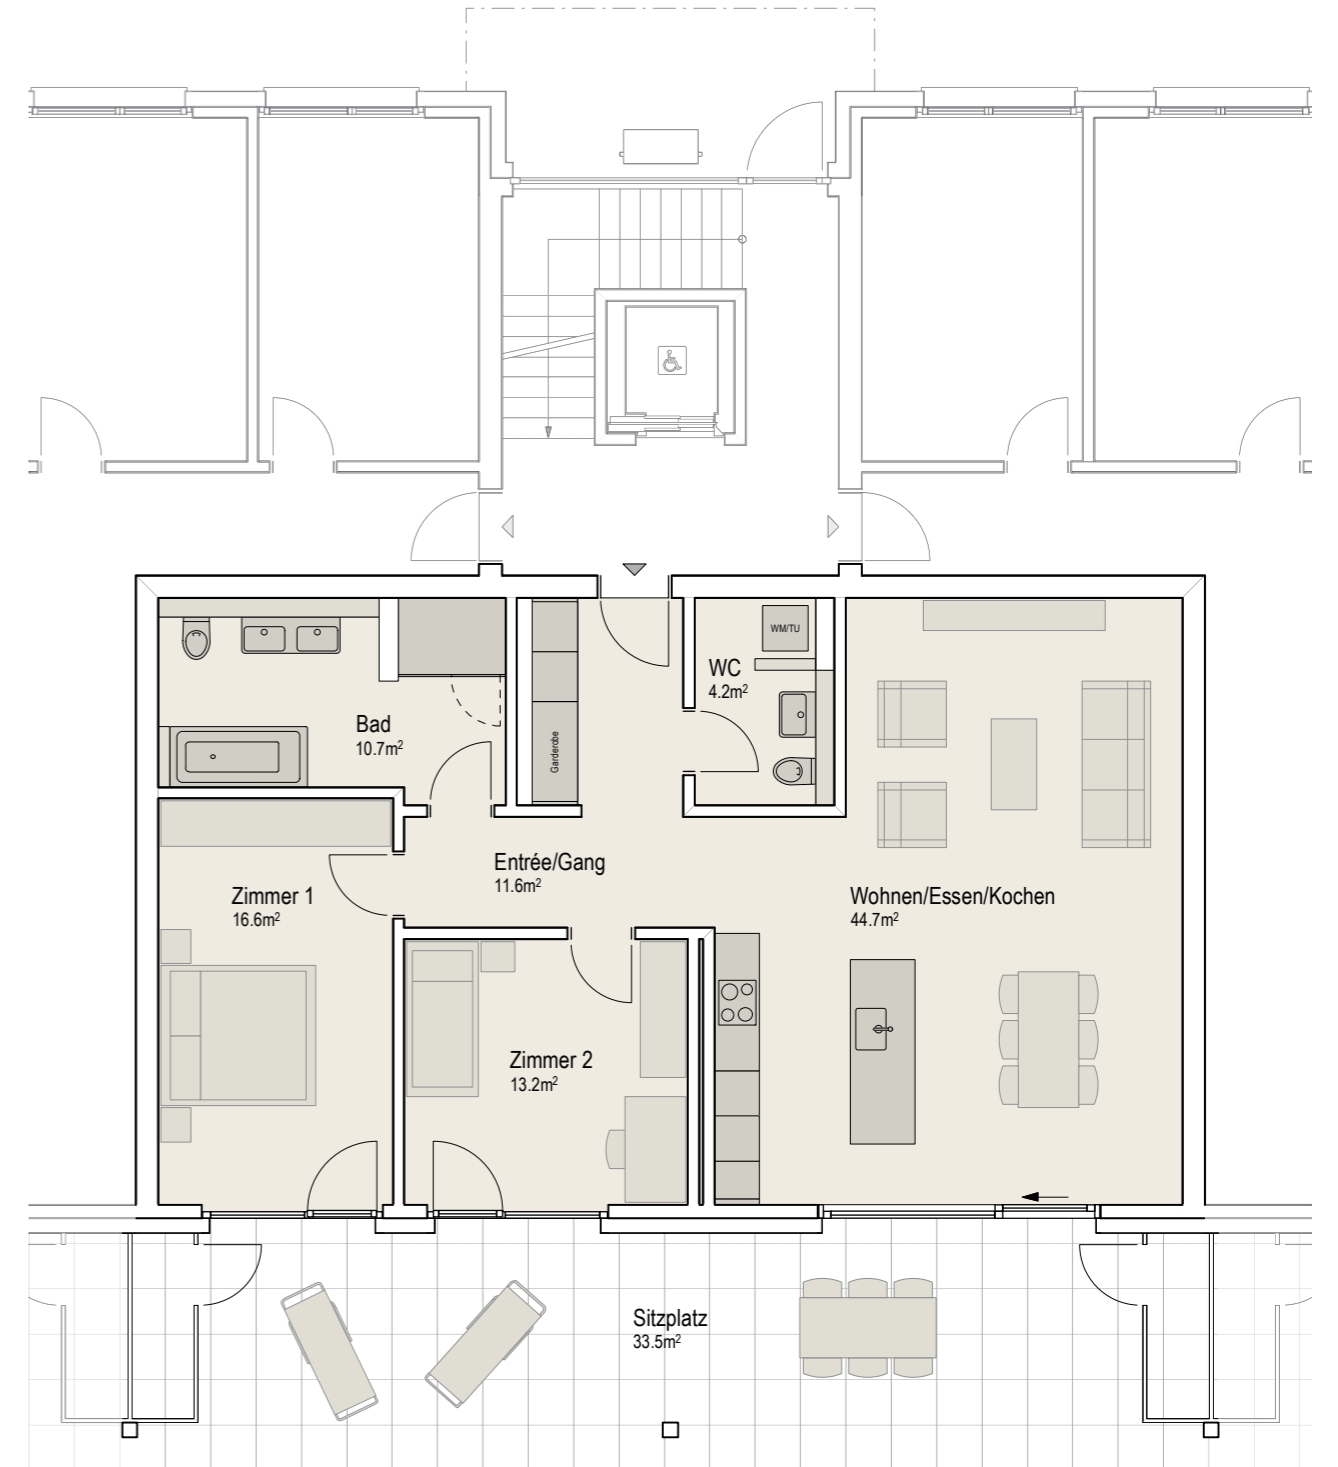 WM/TU
WC
4.2m²
Bad
10.7m²
Garderobe
Entrée/Gang
11.6m²
Zimmer 1
16.6m²
Wohnen/Essen/Kochen
44.7m²
Zimmer 2
13.2m²
Sitzplatz
33.5m²